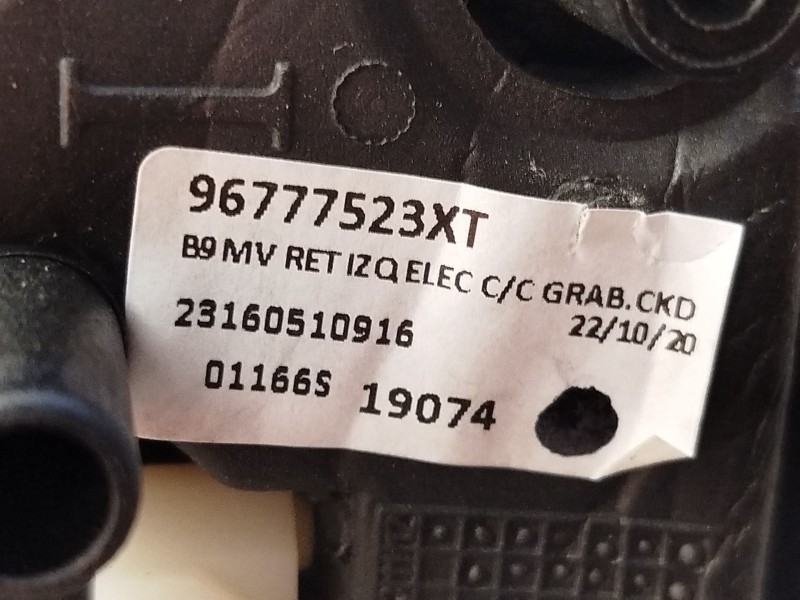 96777523XT
B9 MV RET IZQ ELEC C/C GRAB.CKD
23160510916 22/10/20
01166S 19074